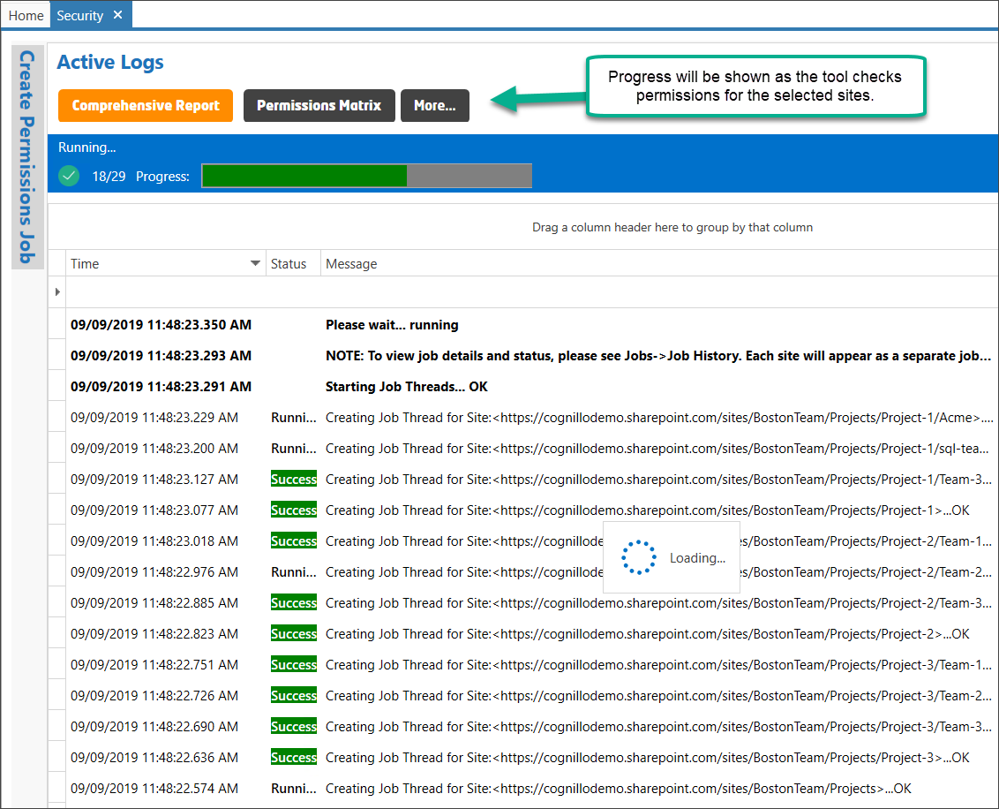 Home Security ✕
Create Permissions Job
Active Logs
Comprehensive Report Permissions Matrix More...
Progress will be shown as the tool checks
permissions for the selected sites.
Running...
18/29 Progress:
Drag a column header here to group by that column
Time Status Message
09/09/2019 11:48:23.350 AM Please wait... running
09/09/2019 11:48:23.293 AM NOTE: To view job details and status, please see Jobs->Job History. Each site will appear as a separate job...
09/09/2019 11:48:23.291 AM Starting Job Threads... OK
09/09/2019 11:48:23.229 AM Runni... Creating Job Thread for Site:<https://cognillodemo.sharepoint.com/sites/BostonTeam/Projects/Project-1/Acme>....
09/09/2019 11:48:23.200 AM Runni... Creating Job Thread for Site:<https://cognillodemo.sharepoint.com/sites/BostonTeam/Projects/Project-1/sql-tea...
09/09/2019 11:48:23.127 AM Success Creating Job Thread for Site:<https://cognillodemo.sharepoint.com/sites/BostonTeam/Projects/Project-1/Team-3...
09/09/2019 11:48:23.077 AM Success Creating Job Thread for Site:<https://cognillodemo.sharepoint.com/sites/BostonTeam/Projects/Project-1>...OK
09/09/2019 11:48:23.018 AM Success Creating Job Thread for Site:<https://cognillode es/BostonTeam/Projects/Project-2/Team-1...
Loading...
09/09/2019 11:48:22.976 AM Runni... Creating Job Thread for Site:<https://cognillode es/BostonTeam/Projects/Project-2/Team-2...
09/09/2019 11:48:22.885 AM Success Creating Job Thread for Site:<https://cognillodemo.sharepoint.com/sites/BostonTeam/Projects/Project-2/Team-3...
09/09/2019 11:48:22.823 AM Success Creating Job Thread for Site:<https://cognillodemo.sharepoint.com/sites/BostonTeam/Projects/Project-2>...OK
09/09/2019 11:48:22.751 AM Success Creating Job Thread for Site:<https://cognillodemo.sharepoint.com/sites/BostonTeam/Projects/Project-3/Team-1...
09/09/2019 11:48:22.726 AM Success Creating Job Thread for Site:<https://cognillodemo.sharepoint.com/sites/BostonTeam/Projects/Project-3/Team-2...
09/09/2019 11:48:22.690 AM Success Creating Job Thread for Site:<https://cognillodemo.sharepoint.com/sites/BostonTeam/Projects/Project-3/Team-3...
09/09/2019 11:48:22.636 AM Success Creating Job Thread for Site:<https://cognillodemo.sharepoint.com/sites/BostonTeam/Projects/Project-3>...OK
09/09/2019 11:48:22.574 AM Runni... Creating Job Thread for Site:<https://cognillodemo.sharepoint.com/sites/BostonTeam/Projects>...OK